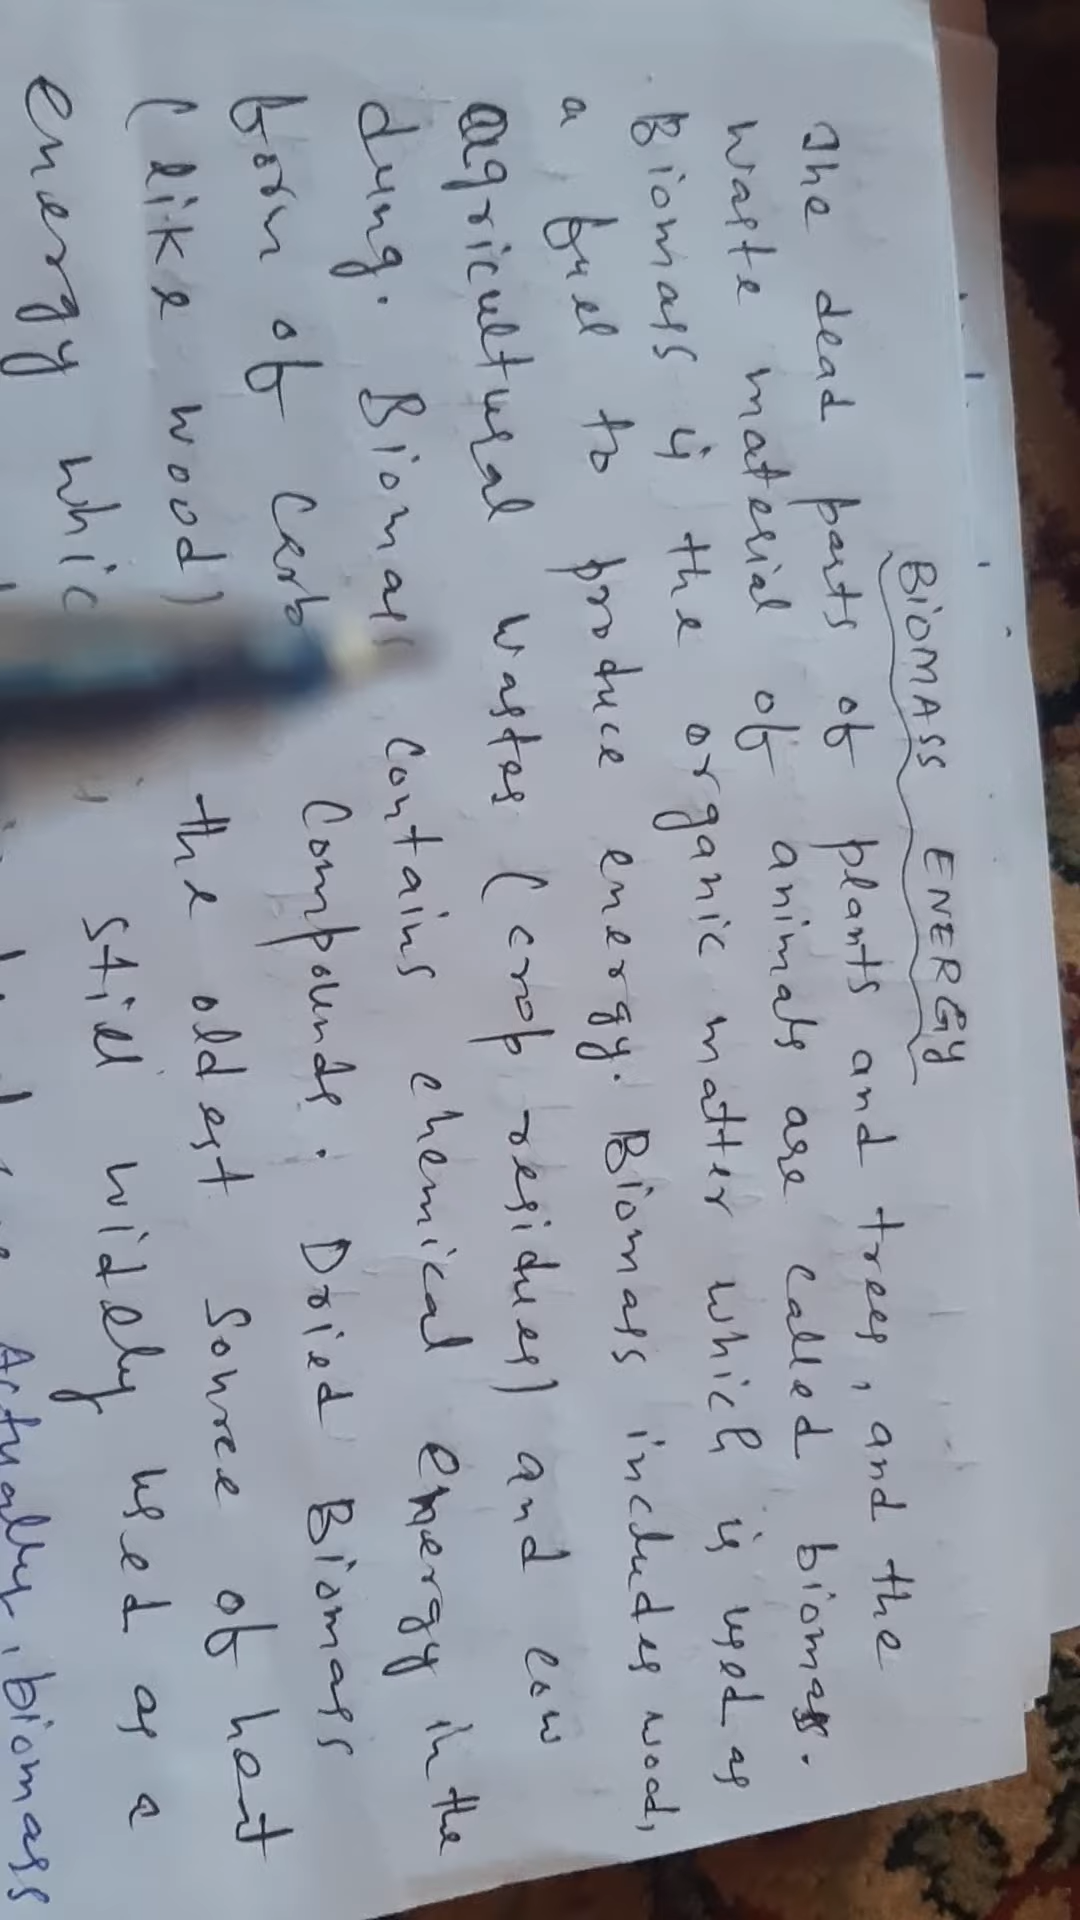 BIOMASS ENERGY
The dead parts of plants and trees, and the
waste material of animals are called biomass.
Biomass is the organic matter which is used as
a fuel to produce energy. Biomass includes wood,
agricultural wastes (crop residues) and cow
dung. Biomass contains chemical energy in the
form of Carb Compounds. Dried Biomass
(like wood) the oldest Source of heat
energy whic still widely used as a
Actually, biomass